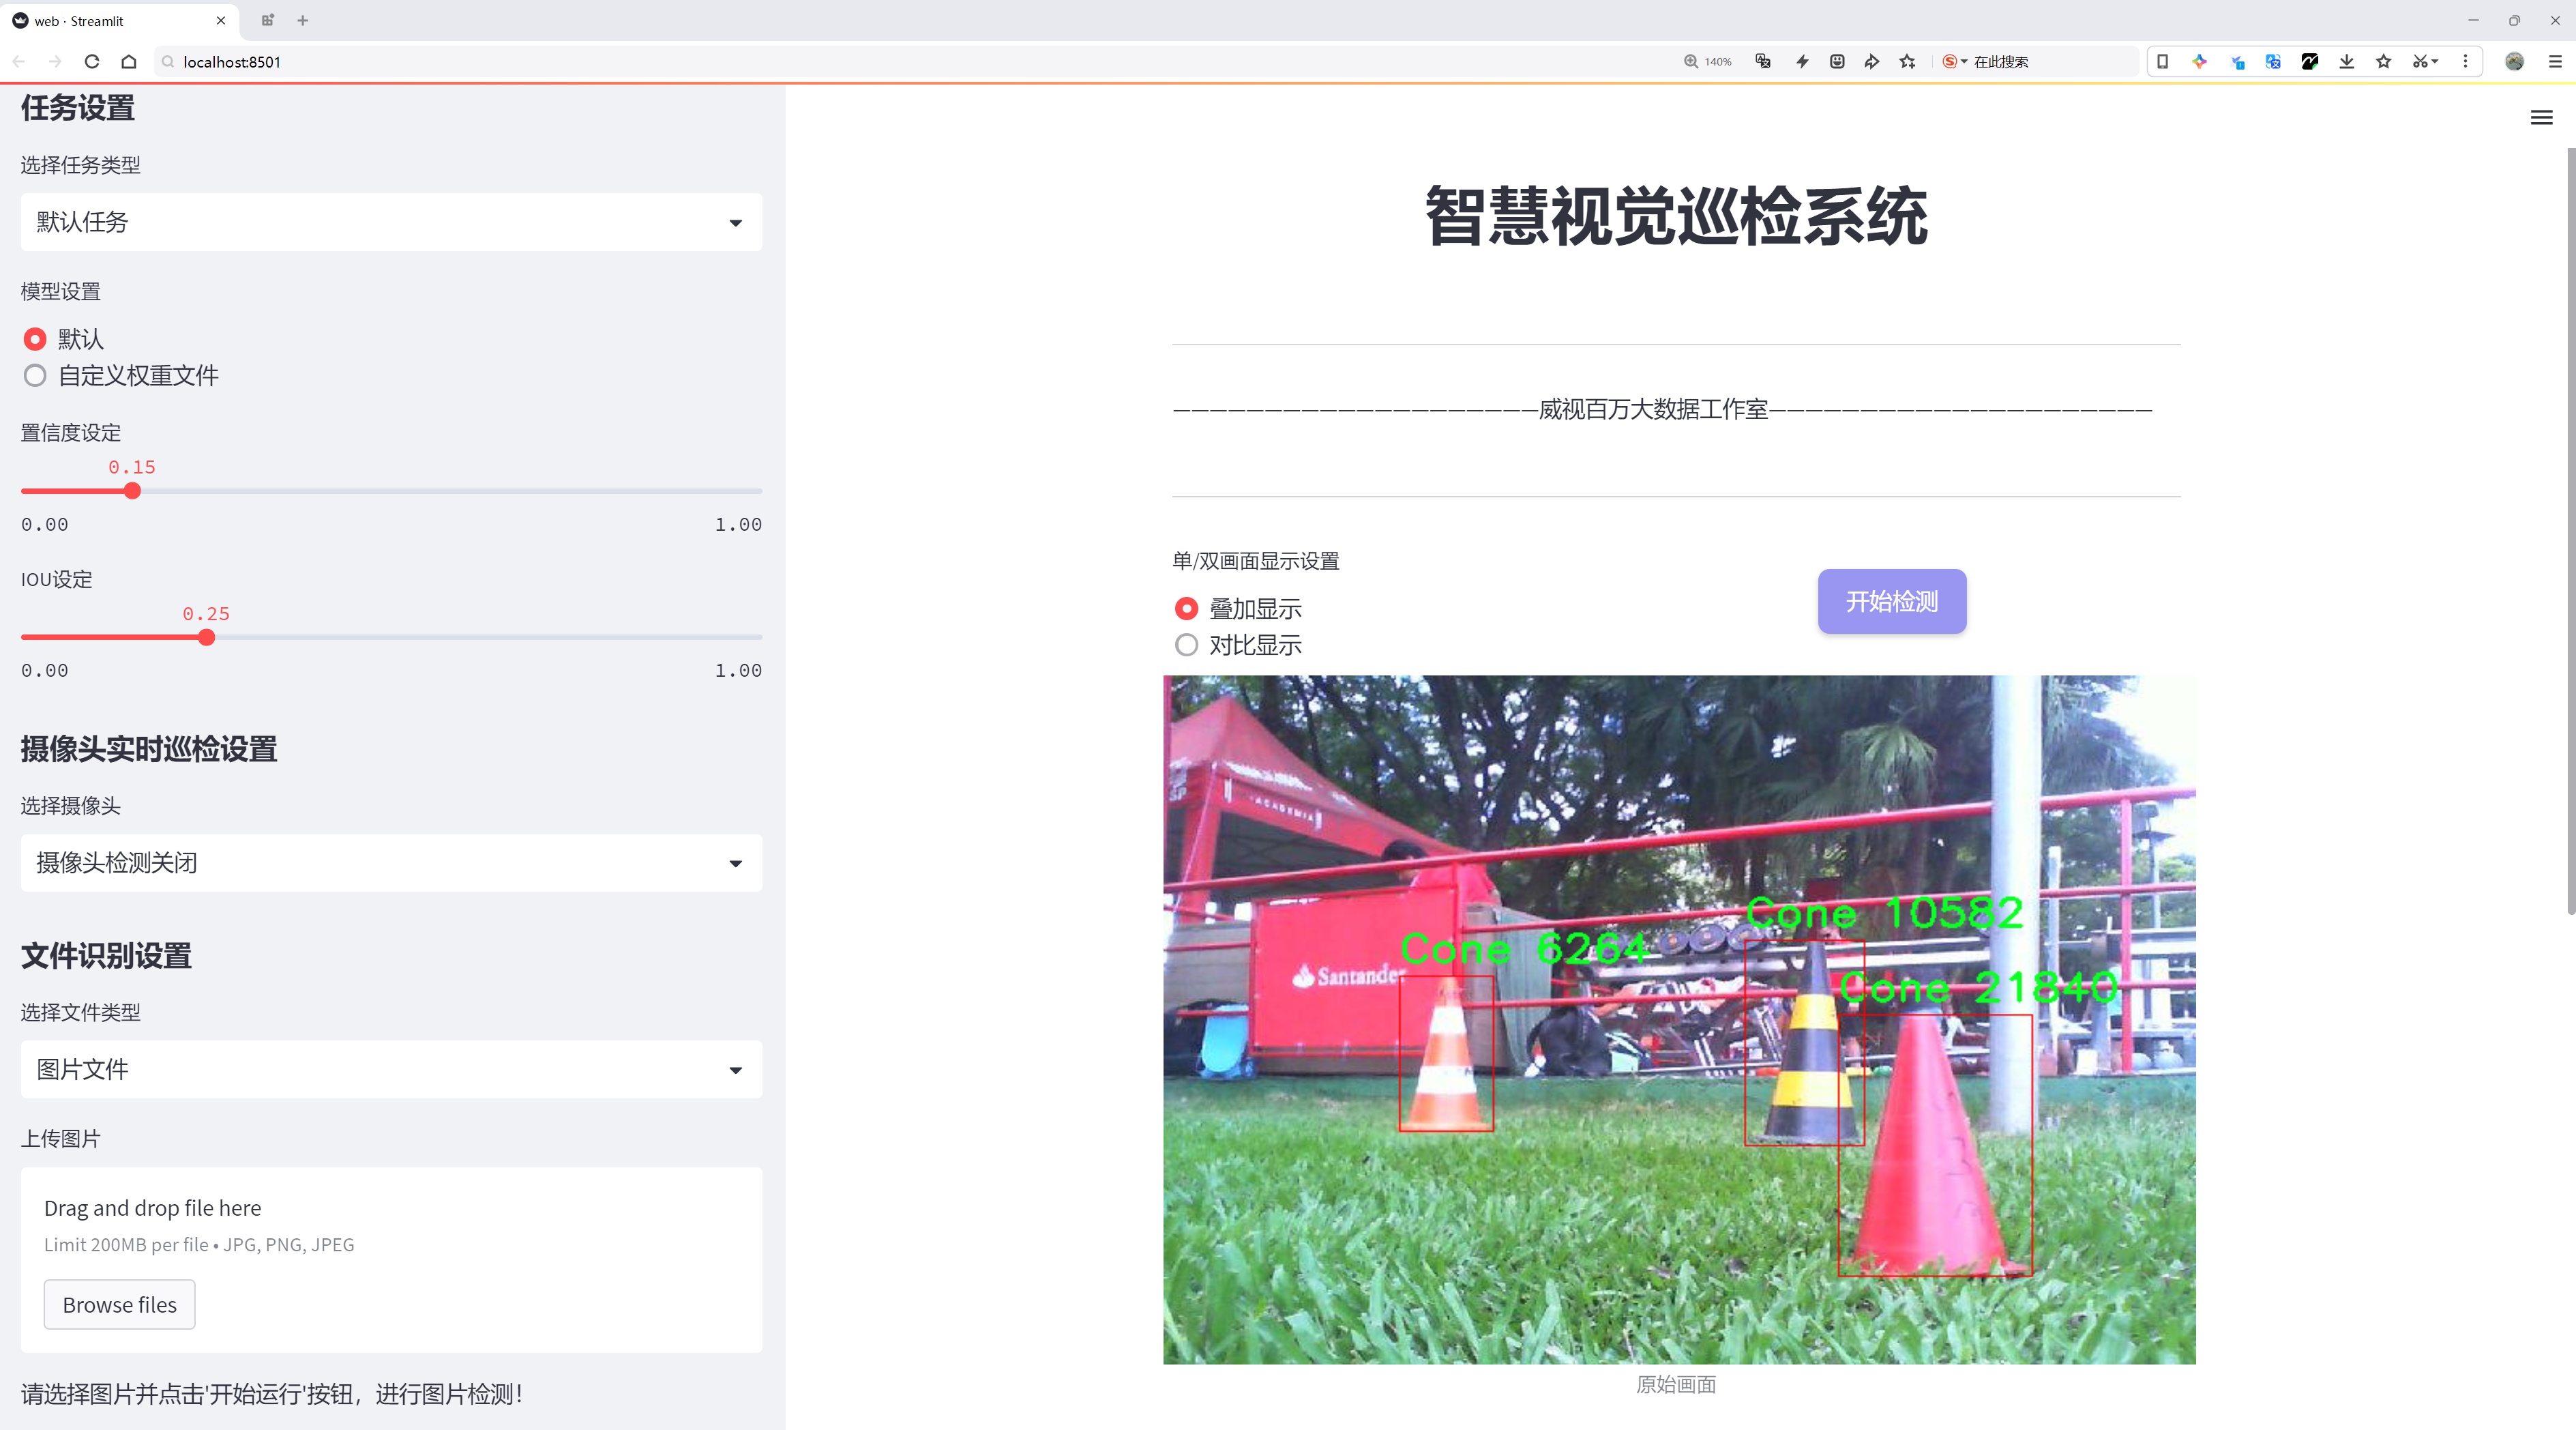 web · Streamlit
localhost:8501
140%
在此搜索
任务设置
选择任务类型
默认任务
模型设置
默认
自定义权重文件
置信度设定
0.15
0.00
1.00
IOU设定
0.25
0.00
1.00
摄像头实时巡检设置
选择摄像头
摄像头检测关闭
文件识别设置
选择文件类型
图片文件
上传图片
Drag and drop file here
Limit 200MB per file • JPG, PNG, JPEG
Browse files
请选择图片并点击'开始运行'按钮，进行图片检测！
智慧视觉巡检系统
—————————————————————威视百万大数据工作室——————————————————————
单/双画面显示设置
叠加显示
对比显示
开始检测
SP
ACADEMIA
Santander
Cone 6264
Cone 10582
Cone 21840
原始画面